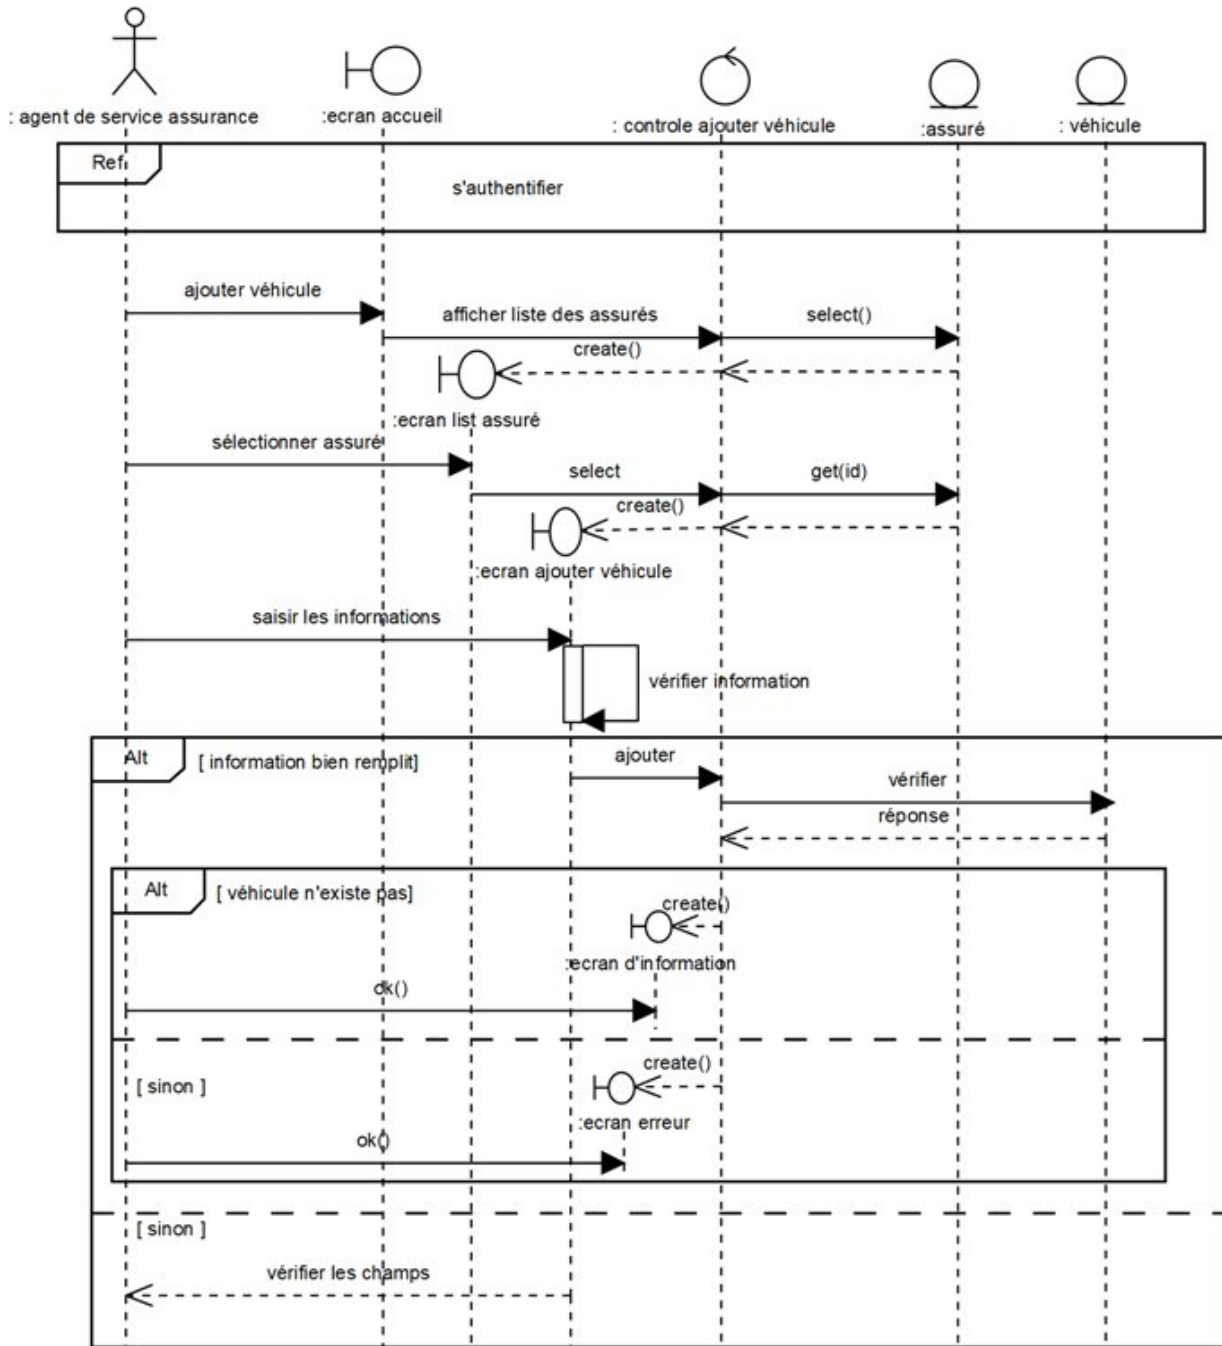 : agent de service assurance
:ecran accueil
: controle ajouter véhicule
:assuré
: véhicule
Ref
s'authentifier
ajouter véhicule
afficher liste des assurés
select()
create()
:ecran list assuré
sélectionner assuré
select
get(id)
create()
:ecran ajouter véhicule
saisir les informations
vérifier information
Alt
[ information bien remplit]
ajouter
vérifier
réponse
Alt
[ véhicule n'existe pas]
create()
:ecran d'information
ok()
[ sinon ]
create()
:ecran erreur
ok()
[ sinon ]
vérifier les champs